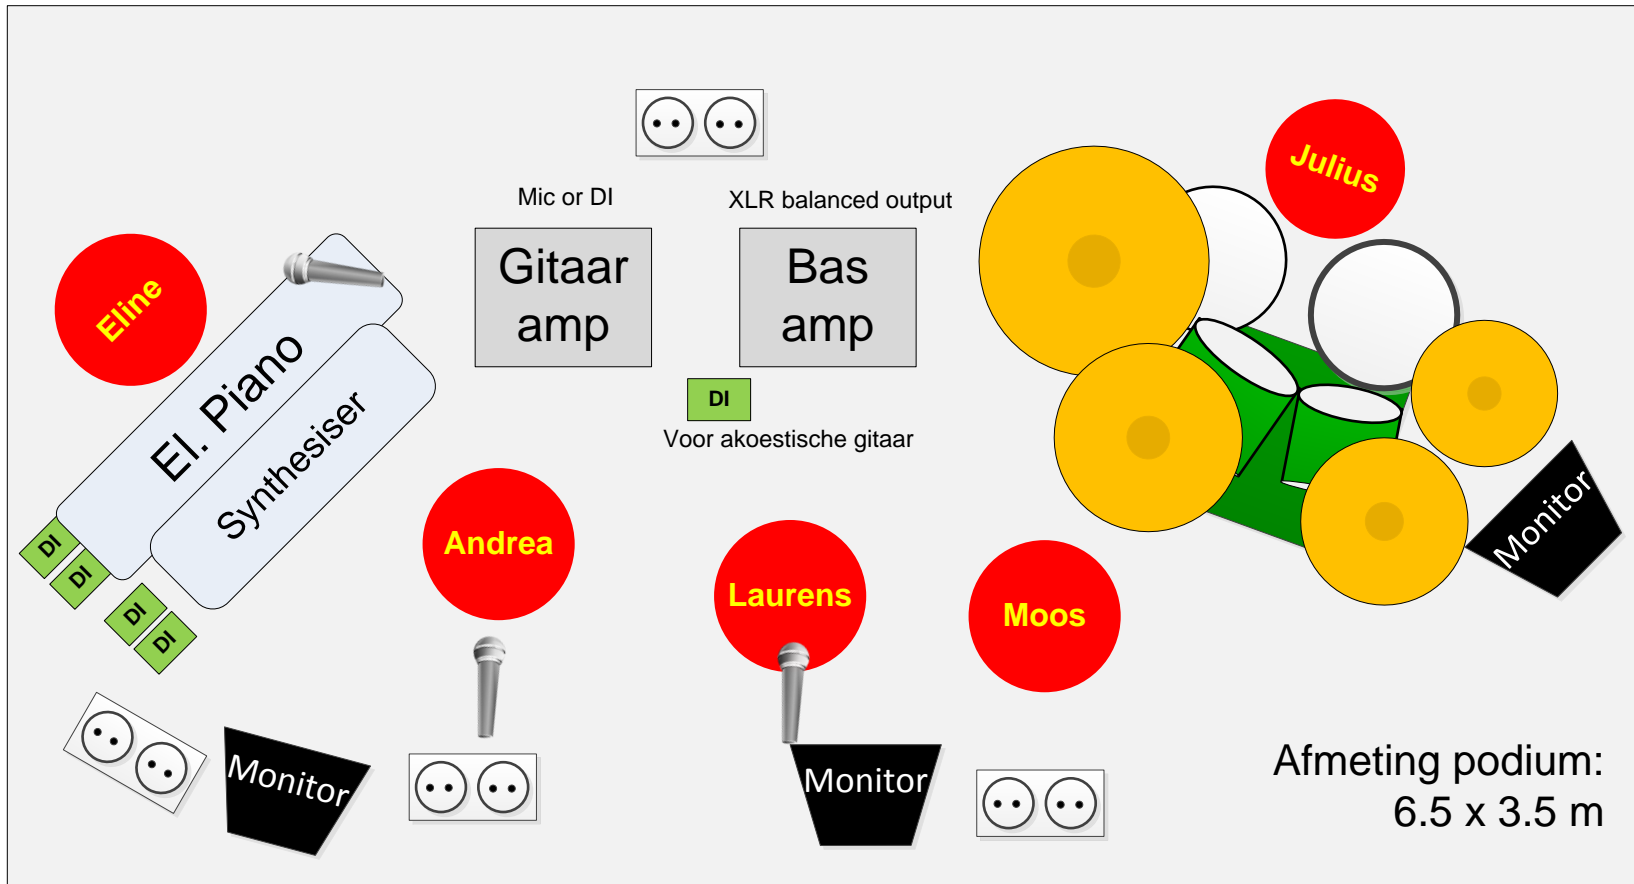 Julius
Mic or DI
XLR balanced output
Gitaar
amp
Bas
amp
Eline
El. Piano
Synthesiser
DI
Voor akoestische gitaar
DI
DI
DI
DI
Andrea
Laurens
Moos
Monitor
Monitor
Monitor
Afmeting podium:
6.5 x 3.5 m